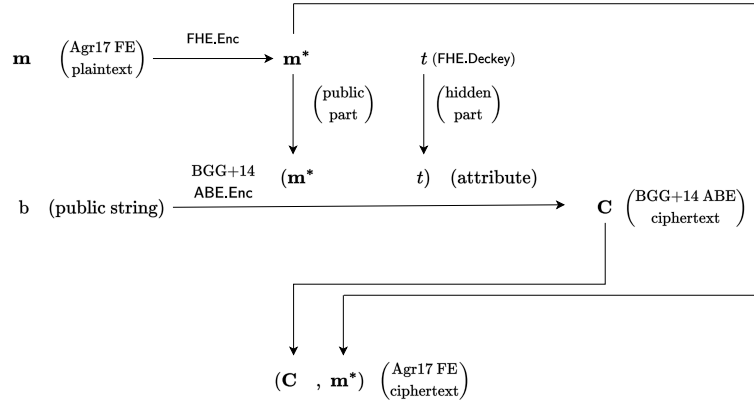 FHE.Enc
m (Agr17 FE plaintext) m* t (FHE.Deckey)
(public part) (hidden part)
BGG+14
ABE.Enc
(m* t) (attribute)
b (public string) C (BGG+14 ABE ciphertext)
(C , m*) (Agr17 FE ciphertext)